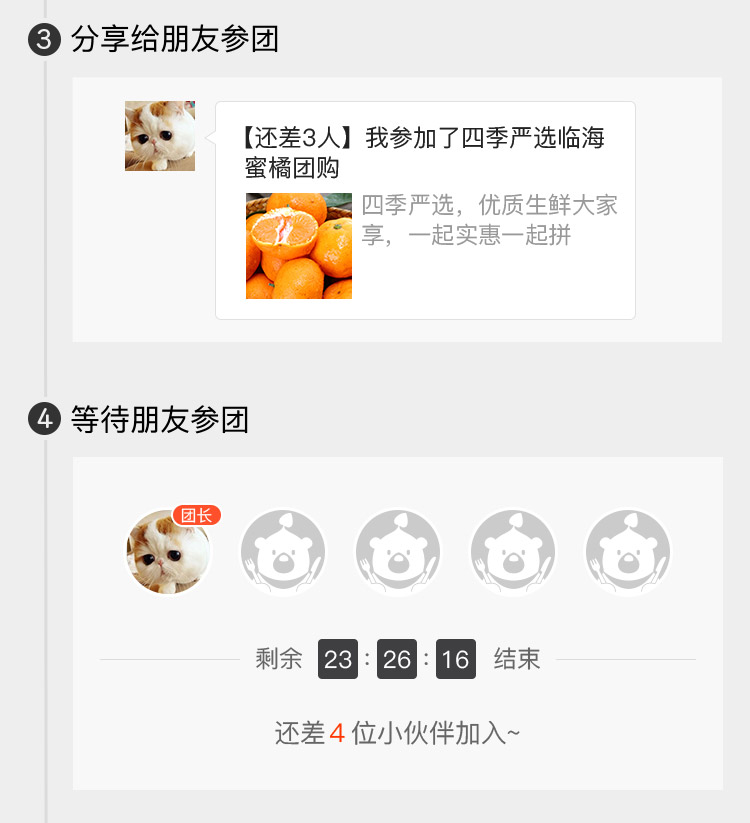 3 分享给朋友参团
【还差3人】我参加了四季严选临海
蜜橘团购
四季严选，优质生鲜大家
享，一起实惠一起拼
4 等待朋友参团
团长
剩余 23 : 26 : 16 结束
还差 4 位小伙伴加入~